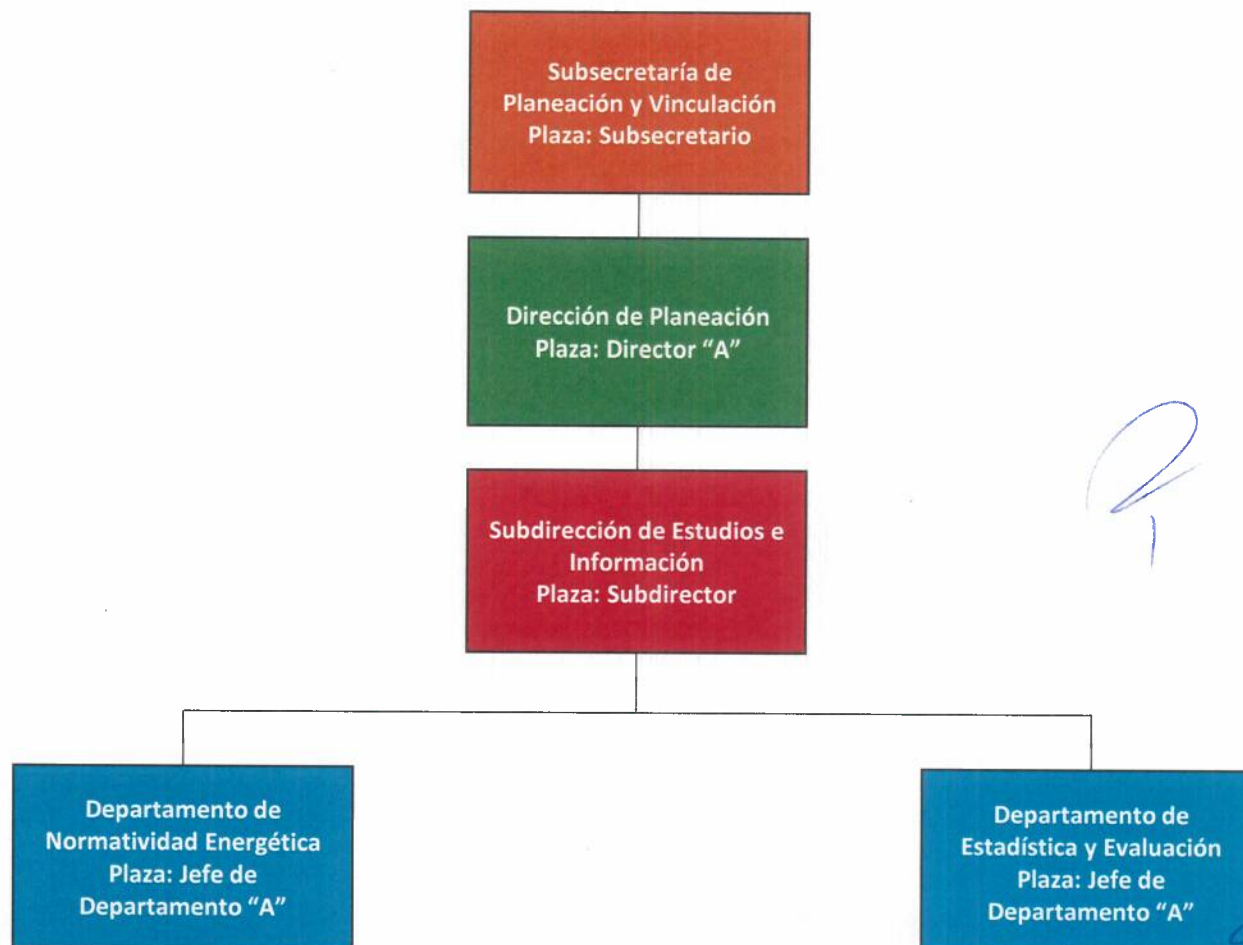 Subsecretaría de
Planeación y Vinculación
Plaza: Subsecretario
Dirección de Planeación
Plaza: Director “A”
Subdirección de Estudios e
Información
Plaza: Subdirector
Departamento de
Normatividad Energética
Plaza: Jefe de
Departamento “A”
Departamento de
Estadística y Evaluación
Plaza: Jefe de
Departamento “A”